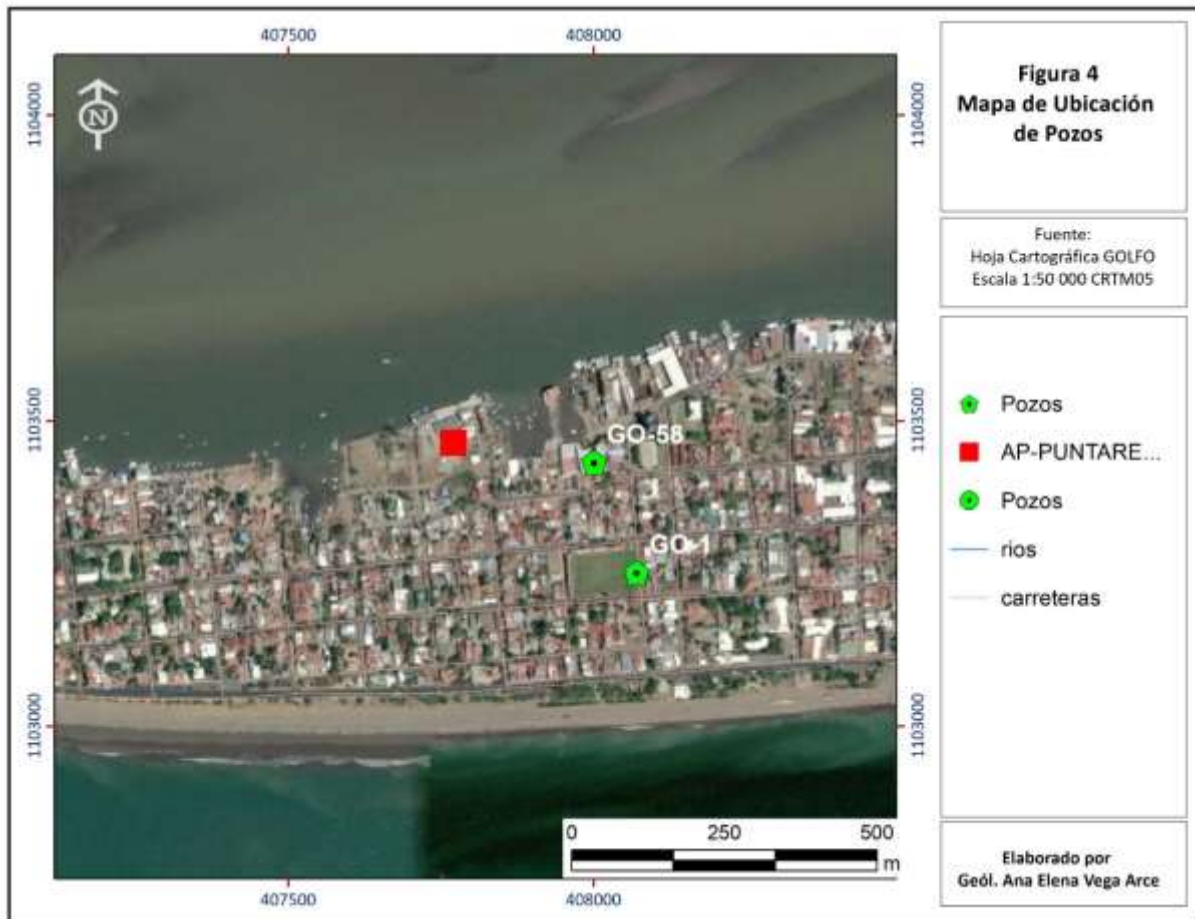 407500
408000
1104000
1104000
N
1103500
1103500
GO-58
GO-1
1103000
1103000
0
250
500
m
407500
408000
Figura 4
Mapa de Ubicación
de Pozos
Fuente:
Hoja Cartográfica GOLFO
Escala 1:50 000 CRTM05
Pozos
AP-PUNTARE...
Pozos
rios
carreteras
Elaborado por
Geól. Ana Elena Vega Arce